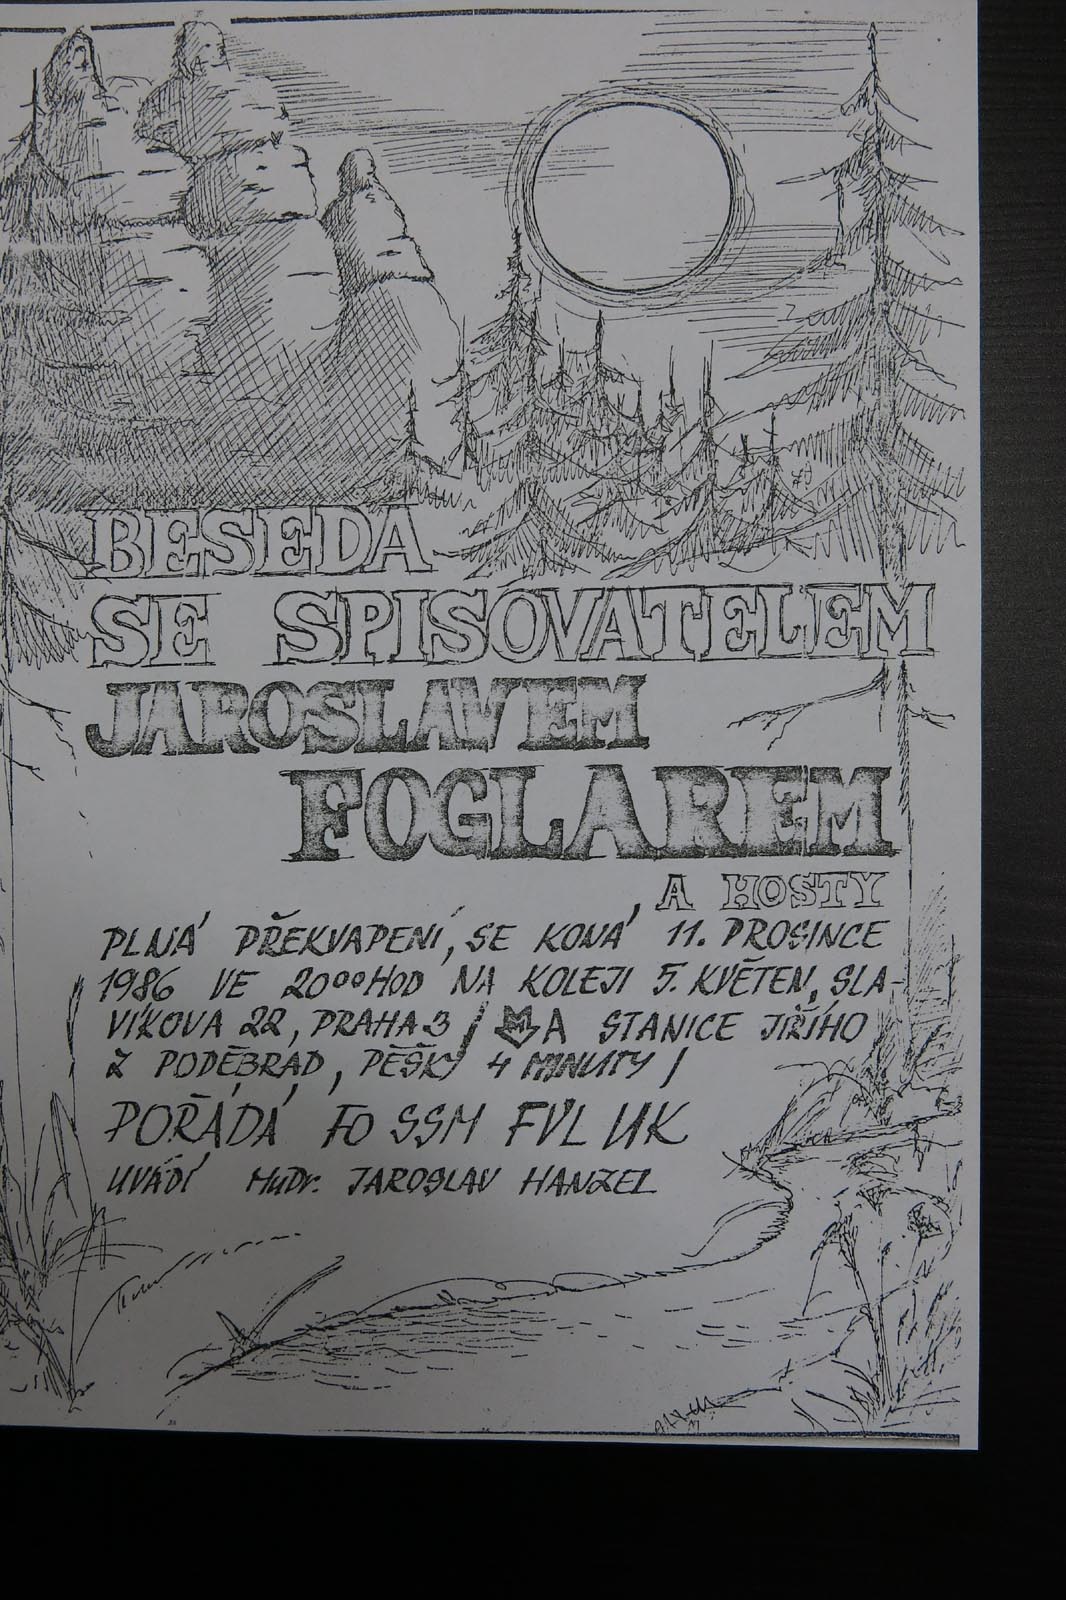 BESEDA
SE SPISOVATELEM
JAROSLAVEM
FOGLAREM
A HOSTY
PLNÁ PŘEKVAPENÍ, SE KONÁ 11. PROSINCE
1986 VE 20⁰⁰ HOD NA KOLEJI 5. KVĚTEN, SLA-
VÍKOVA 22, PRAHA 3 / M A STANICE JIŘÍHO
Z PODĚBRAD, PĚŠKY 4 MINUTY /
POŘÁDÁ FO SSM FVL UK
UVÁDÍ MUDr. JAROSLAV HANZEL